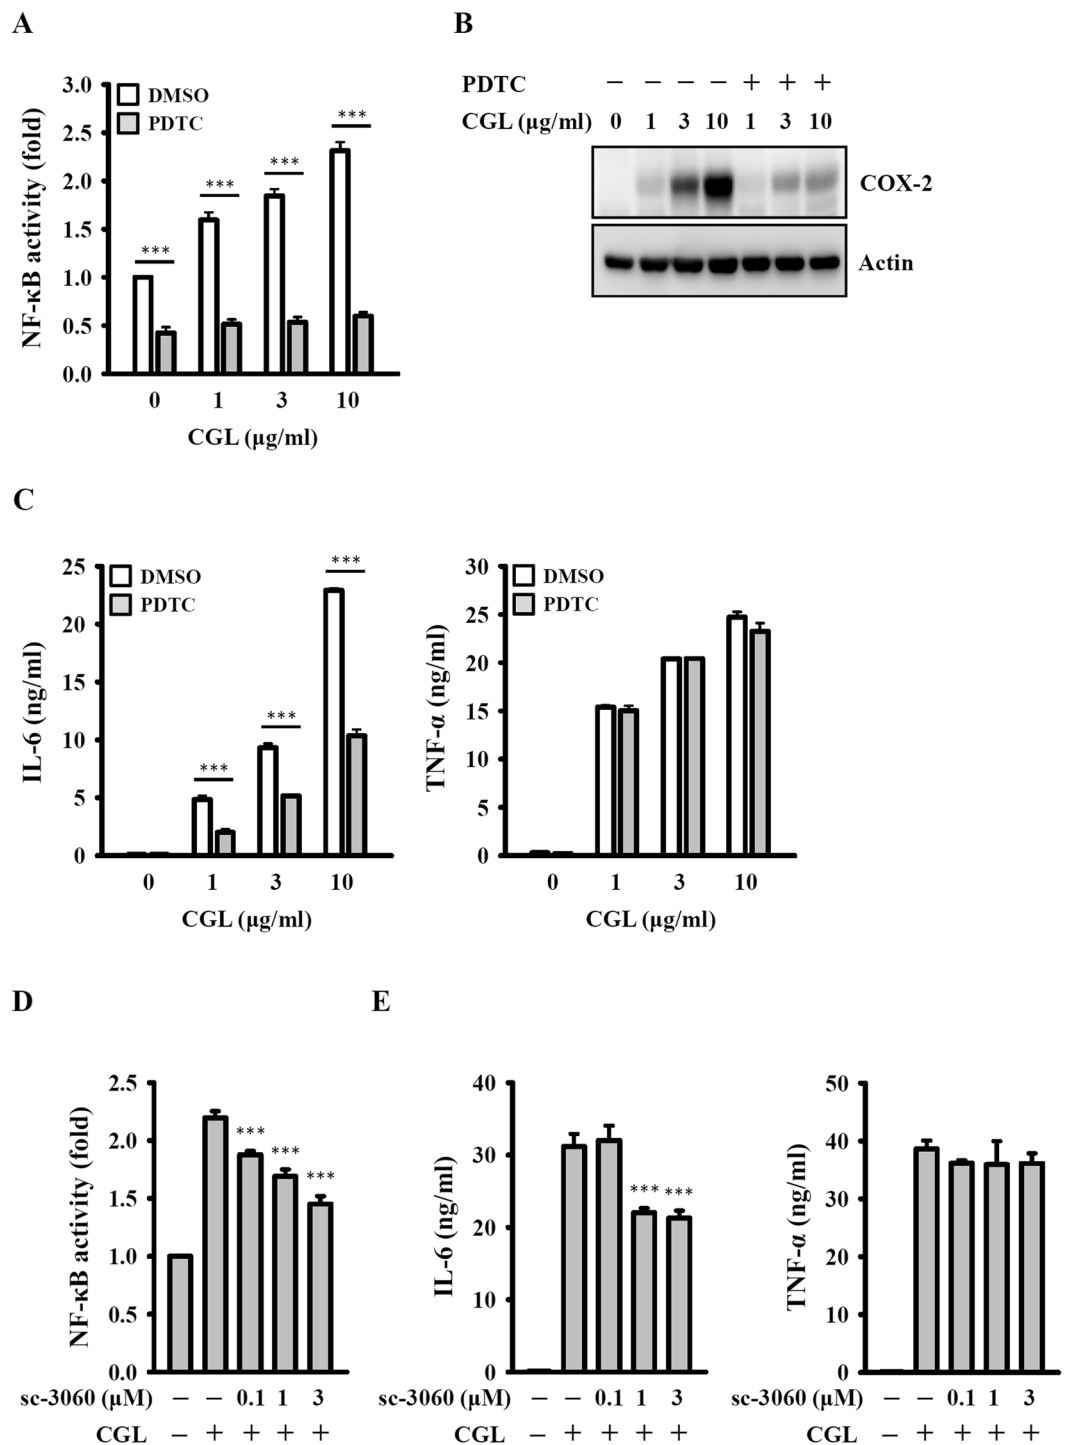 A
NF-κB activity (fold)
3.0
2.5
2.0
1.5
1.0
0.5
0.0
DMSO
PDTC
***
***
***
***
0 1 3 10
CGL (μg/ml)
B
PDTC − − − − + + +
CGL (μg/ml) 0 1 3 10 1 3 10
COX-2
Actin
C
IL-6 (ng/ml)
25
20
15
10
5
0
DMSO
PDTC
***
***
***
0 1 3 10
CGL (μg/ml)
TNF-α (ng/ml)
30
25
20
15
10
5
0
DMSO
PDTC
0 1 3 10
CGL (μg/ml)
D
NF-κB activity (fold)
2.5
2.0
1.5
1.0
0.5
0.0
***
***
***
sc-3060 (μM) − − 0.1 1 3
CGL − + + + +
E
IL-6 (ng/ml)
40
30
20
10
0
*** ***
sc-3060 (μM) − − 0.1 1 3
CGL − + + + +
TNF-α (ng/ml)
50
40
30
20
10
0
sc-3060 (μM) − − 0.1 1 3
CGL − + + + +